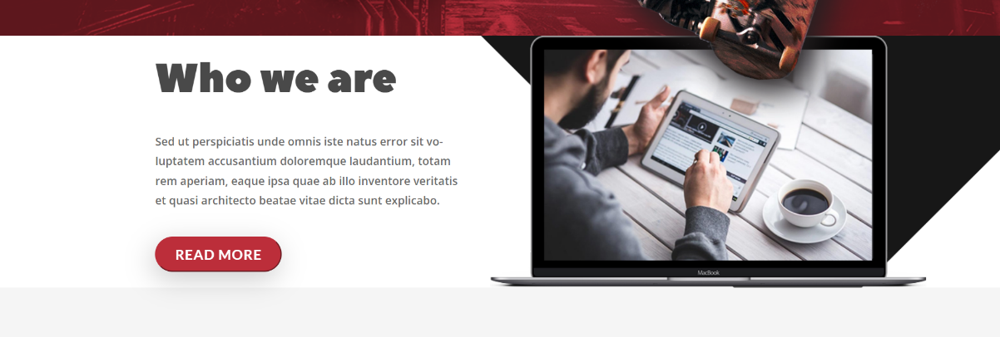 Who we are
Sed ut perspiciatis unde omnis iste natus error sit vo-
luptatem accusantium doloremque laudantium, totam
rem aperiam, eaque ipsa quae ab illo inventore veritatis
et quasi architecto beatae vitae dicta sunt explicabo.
READ MORE
MacBook